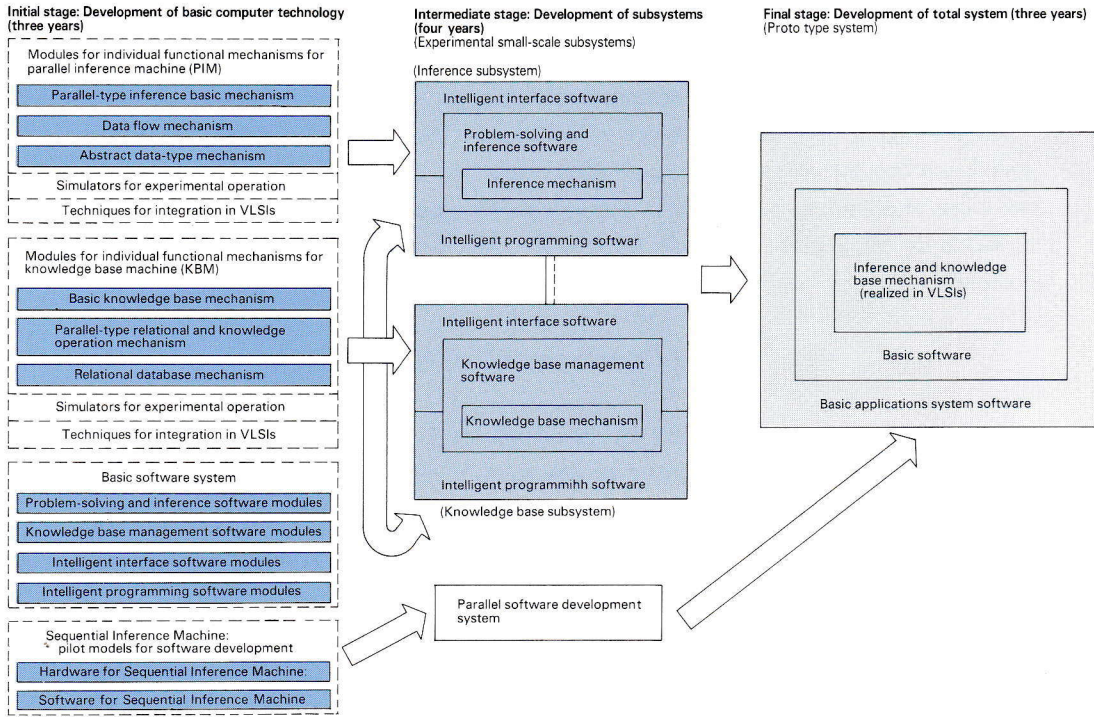 Initial stage: Development of basic computer technology
(three years)
Modules for individual functional mechanisms for
parallel inference machine (PIM)
Parallel-type inference basic mechanism
Data flow mechanism
Abstract data-type mechanism
Simulators for experimental operation
Techniques for integration in VLSIs
Modules for individual functional mechanisms for
knowledge base machine (KBM)
Basic knowledge base mechanism
Parallel-type relational and knowledge
operation mechanism
Relational database mechanism
Simulators for experimental operation
Techniques for integration in VLSIs
Basic software system
Problem-solving and inference software modules
Knowledge base management software modules
Intelligent interface software modules
Intelligent programming software modules
Sequential Inference Machine:
pilot models for software development
Hardware for Sequential Inference Machine:
Software for Sequential Inference Machine
Intermediate stage: Development of subsystems
(four years)
(Experimental small-scale subsystems)
(Inference subsystem)
Intelligent interface software
Problem-solving and
inference software
Inference mechanism
Intelligent programming softwar
Intelligent interface software
Knowledge base management
software
Knowledge base mechanism
Intelligent programmihh software
(Knowledge base subsystem)
Parallel software development
system
Final stage: Development of total system (three years)
(Proto type system)
Inference and knowledge
base mechanism
(realized in VLSIs)
Basic software
Basic applications system software